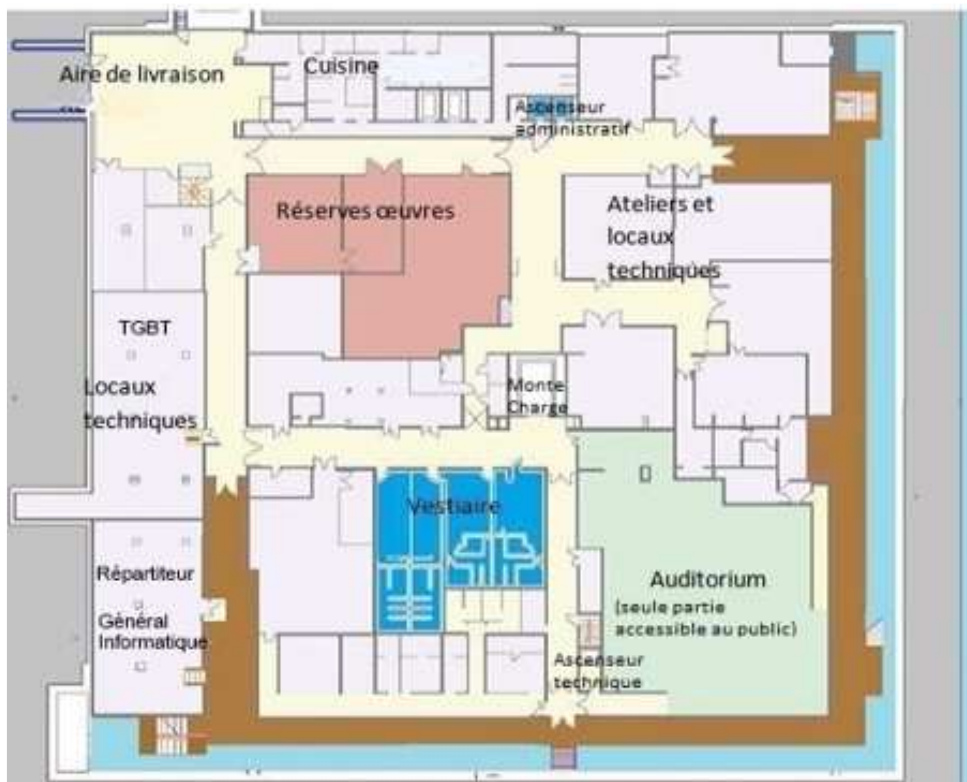 Aire de livraison
Cuisine
Ascenseur
administratif
Réserves œuvres
Ateliers et
locaux
techniques
TGBT
Locaux
techniques
Monte
Charge
Vestiaire
Répartiteur
Général
Informatique
Auditorium
(seule partie
accessible au public)
Ascenseur
technique